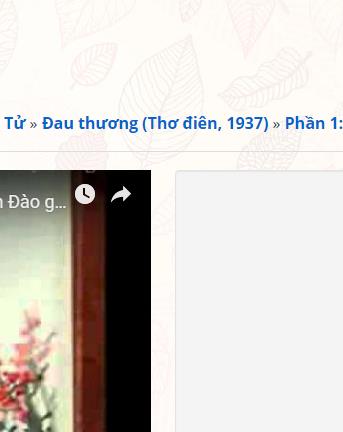 Tử » Đau thương (Thơ điên, 1937) » Phần 1:
Đào g...